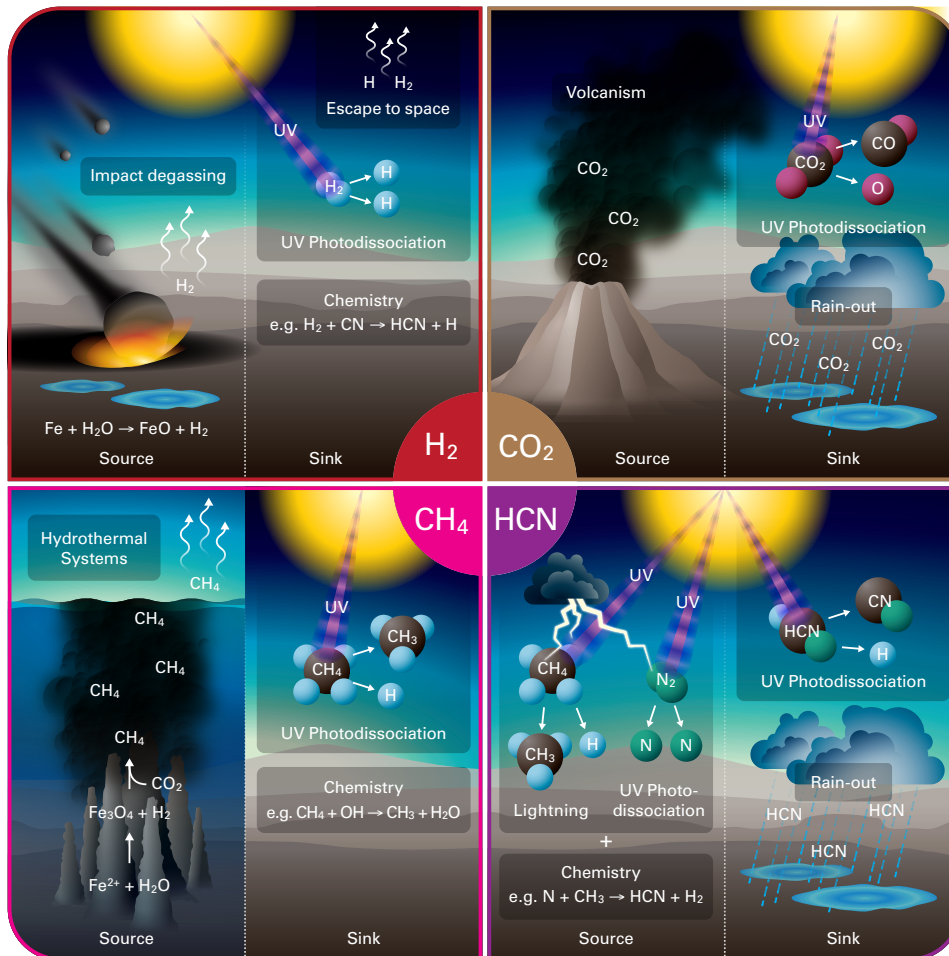 H H₂
Escape to space
UV
Impact degassing
H₂
H
H
UV Photodissociation
H₂
Chemistry
e.g. H₂ + CN → HCN + H
Fe + H₂O → FeO + H₂
Source
Sink
H₂
Volcanism
CO₂
CO₂
CO₂
UV
CO₂
CO
O
UV Photodissociation
Rain-out
CO₂
CO₂
CO₂
CO₂
Source
Sink
Hydrothermal
Systems
CH₄
CH₄
CH₄
CH₄
CH₄
CO₂
Fe₃O₄ + H₂
Fe²⁺ + H₂O
Source
CH₄
UV
CH₄
CH₃
H
UV Photodissociation
Chemistry
e.g. CH₄ + OH → CH₃ + H₂O
Sink
HCN
UV
UV
CH₄
N₂
CH₃
H
N
N
Lightning
UV Photo-
dissociation
+
Chemistry
e.g. N + CH₃ → HCN + H₂
Source
HCN
CN
H
UV Photodissociation
Rain-out
HCN
HCN
HCN
Sink